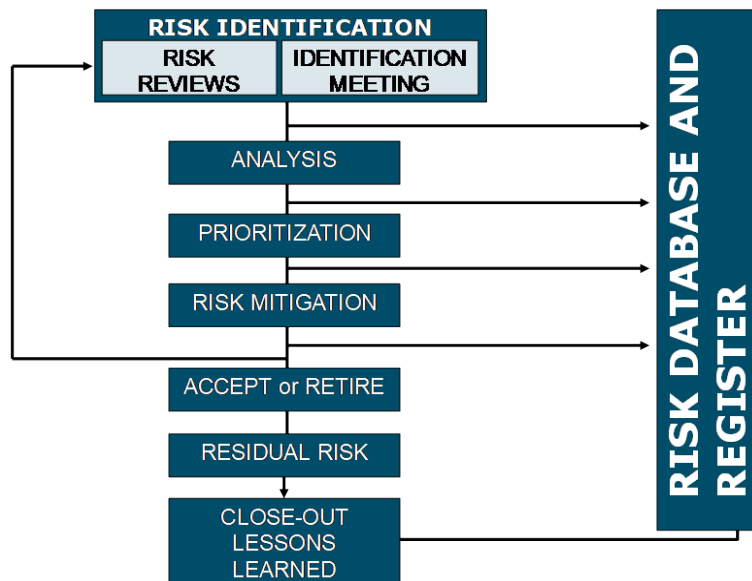 RISK IDENTIFICATION
RISK
REVIEWS
IDENTIFICATION
MEETING
ANALYSIS
PRIORITIZATION
RISK MITIGATION
ACCEPT or RETIRE
RESIDUAL RISK
CLOSE-OUT
LESSONS
LEARNED
RISK DATABASE AND
REGISTER